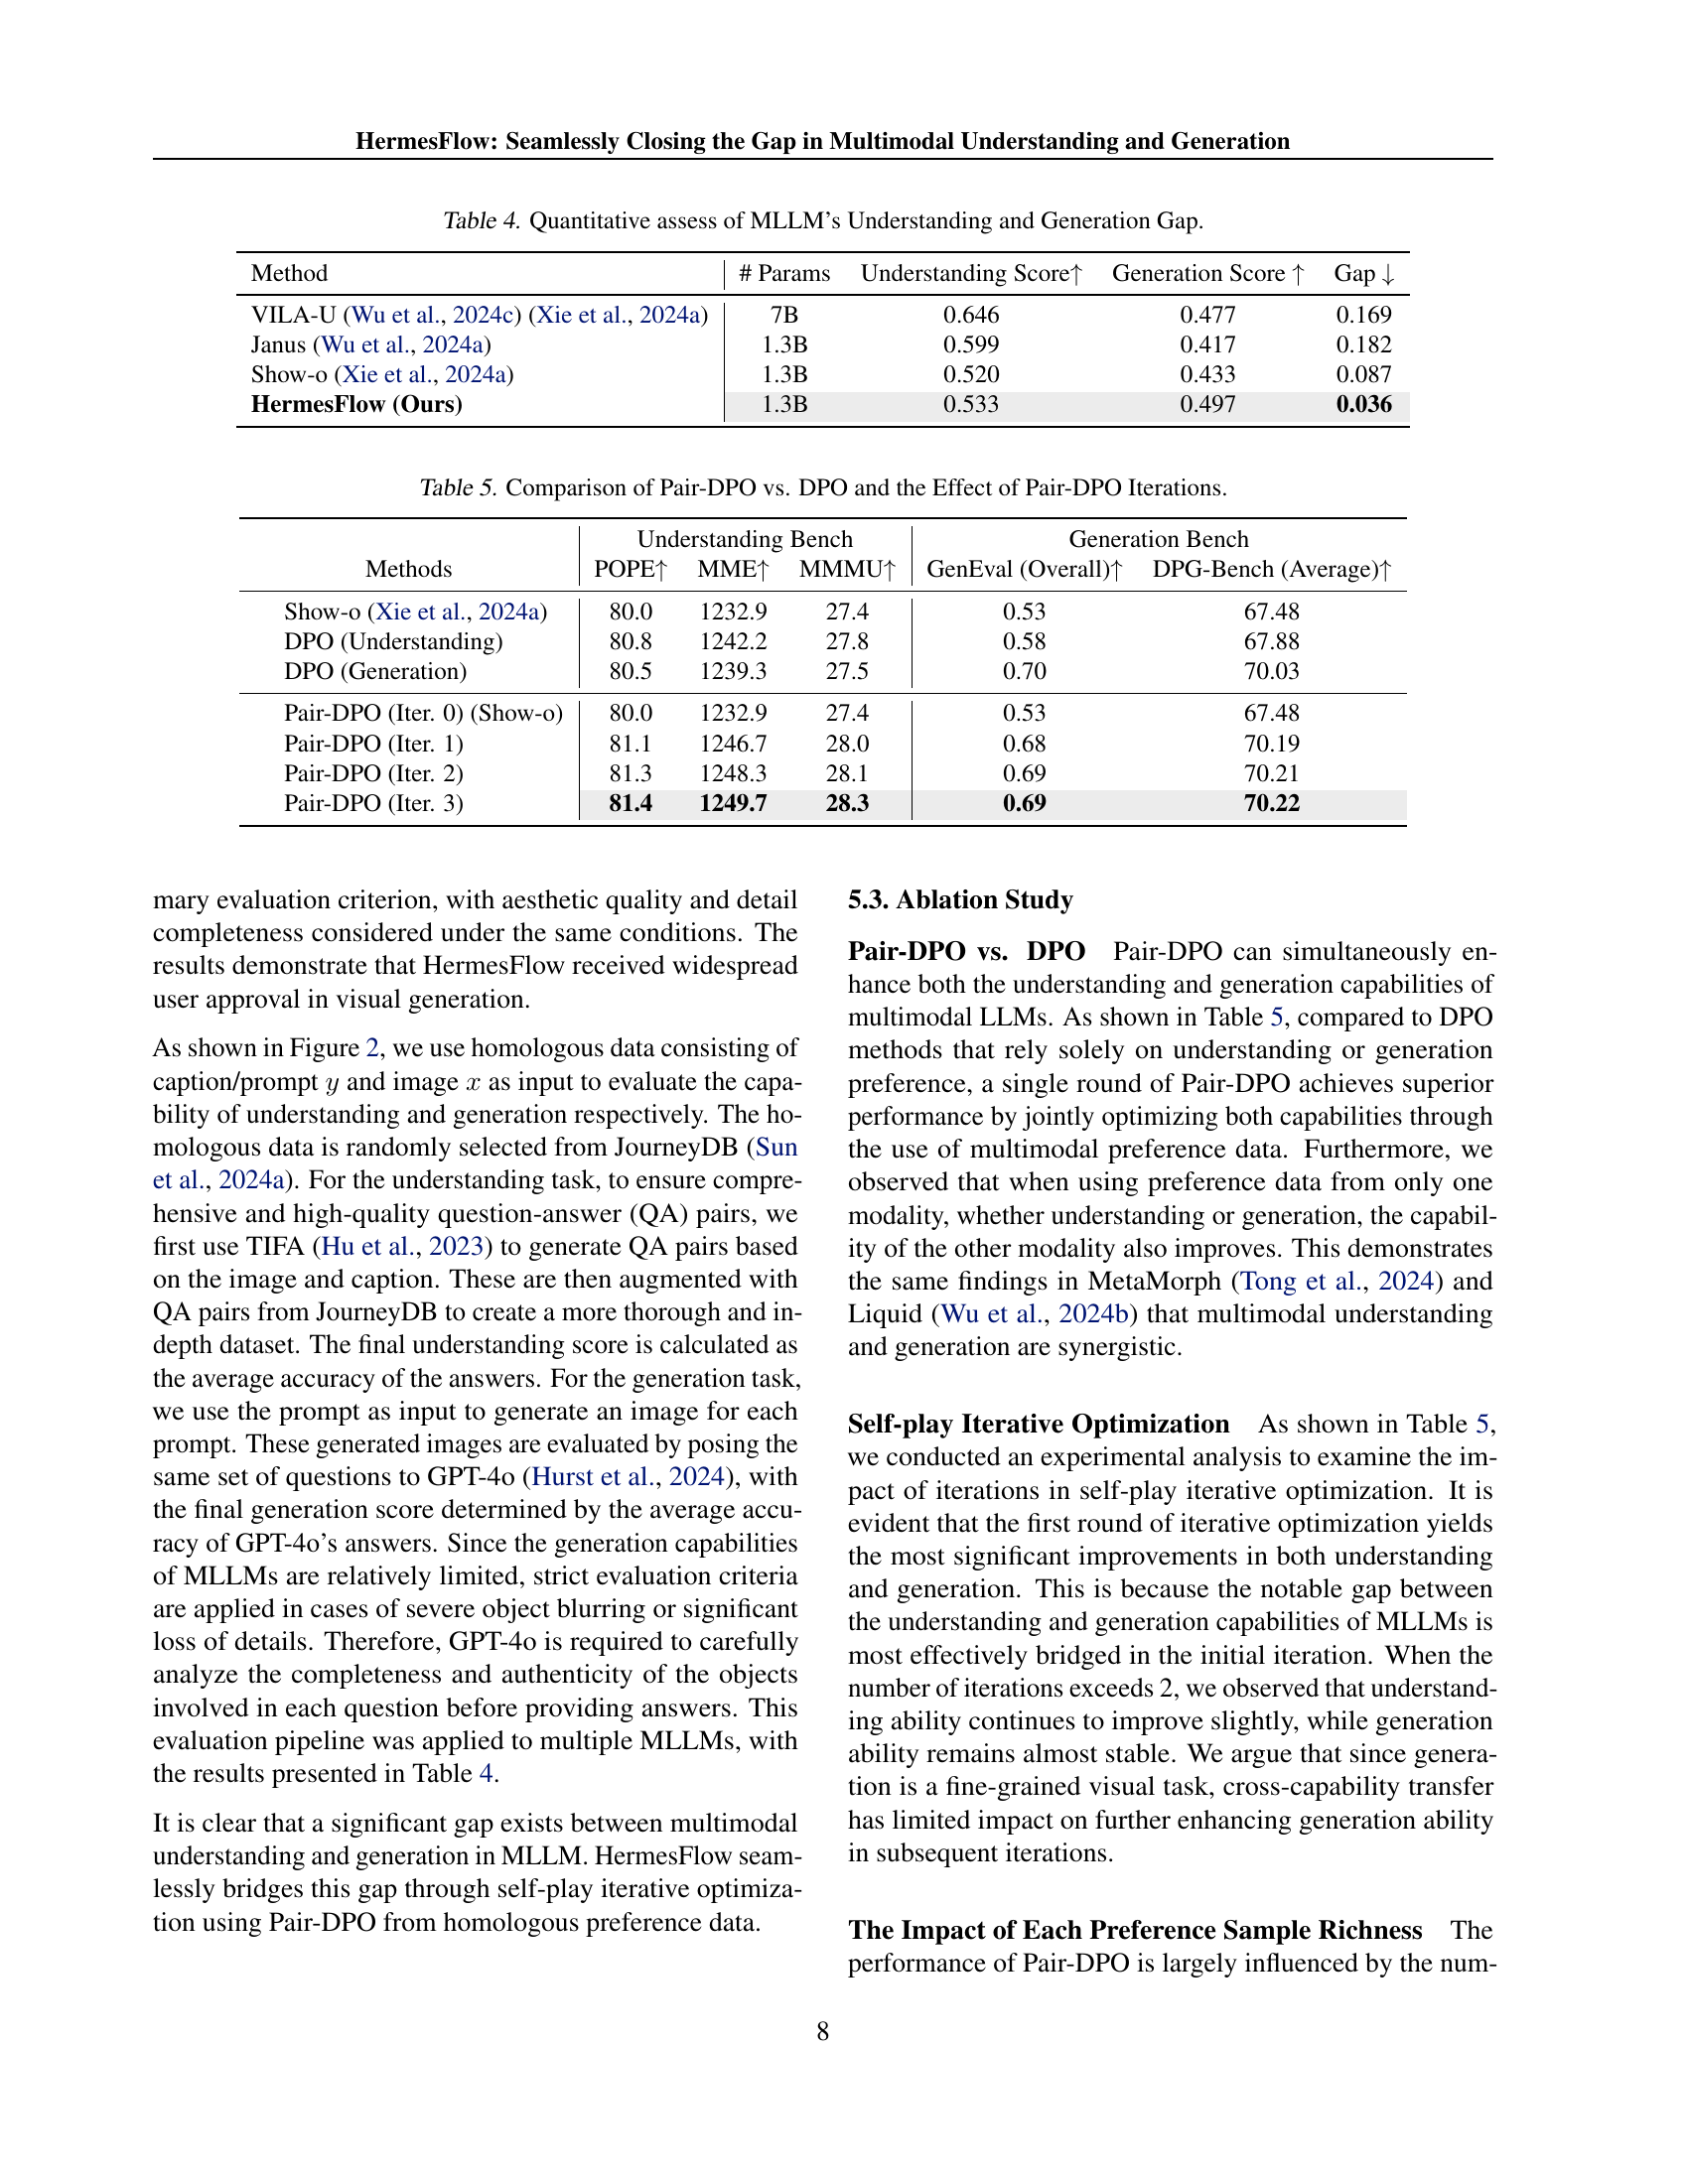 HermesFlow: Seamlessly Closing the Gap in Multimodal Understanding and Generation
Table 4. Quantitative assess of MLLM's Understanding and Generation Gap.
Method # Params Understanding Score↑ Generation Score ↑ Gap ↓
VILA-U (Wu et al., 2024c) (Xie et al., 2024a) 7B 0.646 0.477 0.169
Janus (Wu et al., 2024a) 1.3B 0.599 0.417 0.182
Show-o (Xie et al., 2024a) 1.3B 0.520 0.433 0.087
HermesFlow (Ours) 1.3B 0.533 0.497 0.036
Table 5. Comparison of Pair-DPO vs. DPO and the Effect of Pair-DPO Iterations.
Understanding Bench Generation Bench
Methods POPE↑ MME↑ MMMU↑ GenEval (Overall)↑ DPG-Bench (Average)↑
Show-o (Xie et al., 2024a) 80.0 1232.9 27.4 0.53 67.48
DPO (Understanding) 80.8 1242.2 27.8 0.58 67.88
DPO (Generation) 80.5 1239.3 27.5 0.70 70.03
Pair-DPO (Iter. 0) (Show-o) 80.0 1232.9 27.4 0.53 67.48
Pair-DPO (Iter. 1) 81.1 1246.7 28.0 0.68 70.19
Pair-DPO (Iter. 2) 81.3 1248.3 28.1 0.69 70.21
Pair-DPO (Iter. 3) 81.4 1249.7 28.3 0.69 70.22
mary evaluation criterion, with aesthetic quality and detail
completeness considered under the same conditions. The
results demonstrate that HermesFlow received widespread
user approval in visual generation.
As shown in Figure 2, we use homologous data consisting of
caption/prompt y and image x as input to evaluate the capa-
bility of understanding and generation respectively. The ho-
mologous data is randomly selected from JourneyDB (Sun
et al., 2024a). For the understanding task, to ensure compre-
hensive and high-quality question-answer (QA) pairs, we
first use TIFA (Hu et al., 2023) to generate QA pairs based
on the image and caption. These are then augmented with
QA pairs from JourneyDB to create a more thorough and in-
depth dataset. The final understanding score is calculated as
the average accuracy of the answers. For the generation task,
we use the prompt as input to generate an image for each
prompt. These generated images are evaluated by posing the
same set of questions to GPT-4o (Hurst et al., 2024), with
the final generation score determined by the average accu-
racy of GPT-4o's answers. Since the generation capabilities
of MLLMs are relatively limited, strict evaluation criteria
are applied in cases of severe object blurring or significant
loss of details. Therefore, GPT-4o is required to carefully
analyze the completeness and authenticity of the objects
involved in each question before providing answers. This
evaluation pipeline was applied to multiple MLLMs, with
the results presented in Table 4.
It is clear that a significant gap exists between multimodal
understanding and generation in MLLM. HermesFlow seam-
lessly bridges this gap through self-play iterative optimiza-
tion using Pair-DPO from homologous preference data.
5.3. Ablation Study
Pair-DPO vs. DPO Pair-DPO can simultaneously en-
hance both the understanding and generation capabilities of
multimodal LLMs. As shown in Table 5, compared to DPO
methods that rely solely on understanding or generation
preference, a single round of Pair-DPO achieves superior
performance by jointly optimizing both capabilities through
the use of multimodal preference data. Furthermore, we
observed that when using preference data from only one
modality, whether understanding or generation, the capabil-
ity of the other modality also improves. This demonstrates
the same findings in MetaMorph (Tong et al., 2024) and
Liquid (Wu et al., 2024b) that multimodal understanding
and generation are synergistic.
Self-play Iterative Optimization As shown in Table 5,
we conducted an experimental analysis to examine the im-
pact of iterations in self-play iterative optimization. It is
evident that the first round of iterative optimization yields
the most significant improvements in both understanding
and generation. This is because the notable gap between
the understanding and generation capabilities of MLLMs is
most effectively bridged in the initial iteration. When the
number of iterations exceeds 2, we observed that understand-
ing ability continues to improve slightly, while generation
ability remains almost stable. We argue that since genera-
tion is a fine-grained visual task, cross-capability transfer
has limited impact on further enhancing generation ability
in subsequent iterations.
The Impact of Each Preference Sample Richness The
performance of Pair-DPO is largely influenced by the num-
8